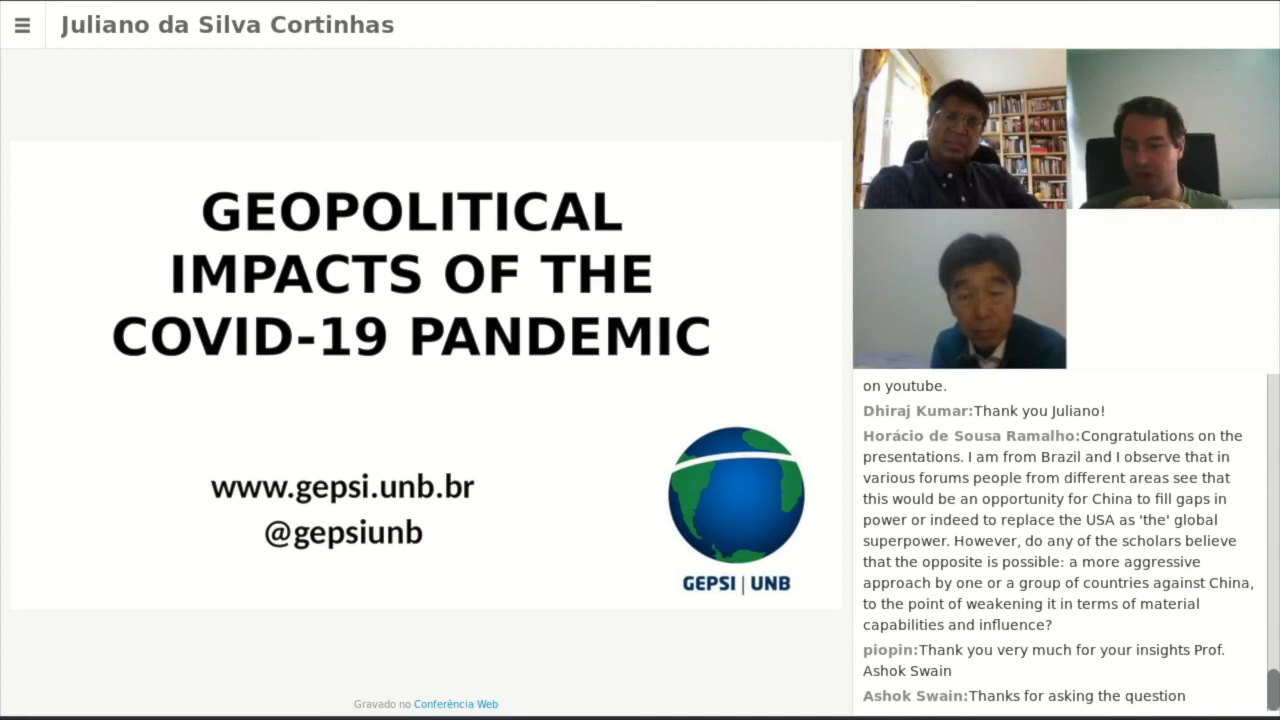 Juliano da Silva Cortinhas
GEOPOLITICAL
IMPACTS OF THE
COVID-19 PANDEMIC
www.gepsi.unb.br
@gepsiunb
GEPSI | UNB
Gravado no Conferência Web
on youtube.
Dhiraj Kumar:Thank you Juliano!
Horácio de Sousa Ramalho:Congratulations on the
presentations. I am from Brazil and I observe that in
various forums people from different areas see that
this would be an opportunity for China to fill gaps in
power or indeed to replace the USA as 'the' global
superpower. However, do any of the scholars believe
that the opposite is possible: a more aggressive
approach by one or a group of countries against China,
to the point of weakening it in terms of material
capabilities and influence?
piopin:Thank you very much for your insights Prof.
Ashok Swain
Ashok Swain:Thanks for asking the question